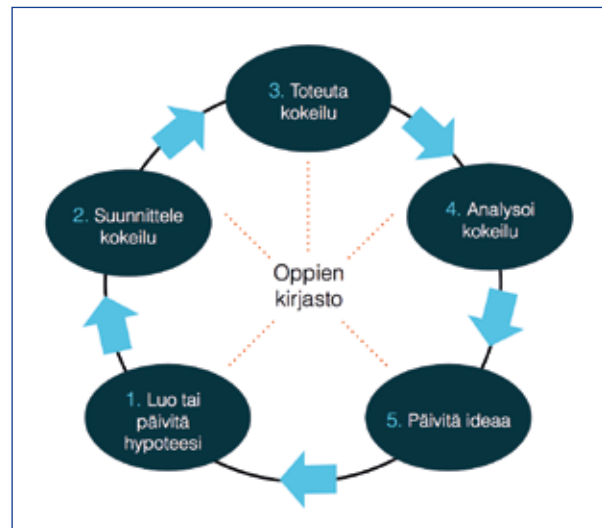 3. Toteuta
kokeilu
2. Suunnittele
kokeilu
4. Analysoi
kokeilu
Oppien
kirjasto
1. Luo tai
päivitä
hypoteesi
5. Päivitä ideaa